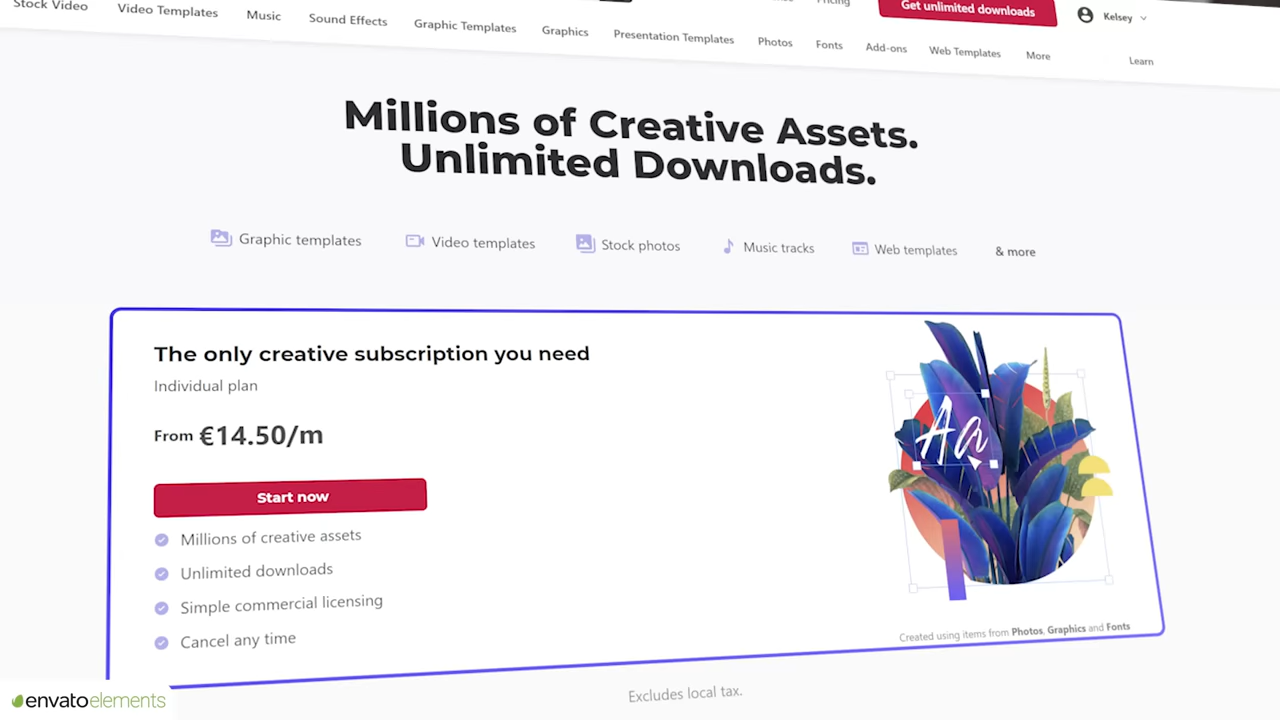 Stock Video Video Templates Music Sound Effects Graphic Templates Graphics Presentation Templates Photos Fonts Add-ons Web Templates More Learn
Pricing Get unlimited downloads Kelsey
Millions of Creative Assets.
Unlimited Downloads.
Graphic templates Video templates Stock photos Music tracks Web templates & more
The only creative subscription you need
Individual plan
From €14.50/m
Start now
Millions of creative assets
Unlimited downloads
Simple commercial licensing
Cancel any time
Aa
Created using items from Photos, Graphics and Fonts
Excludes local tax.
envatoelements